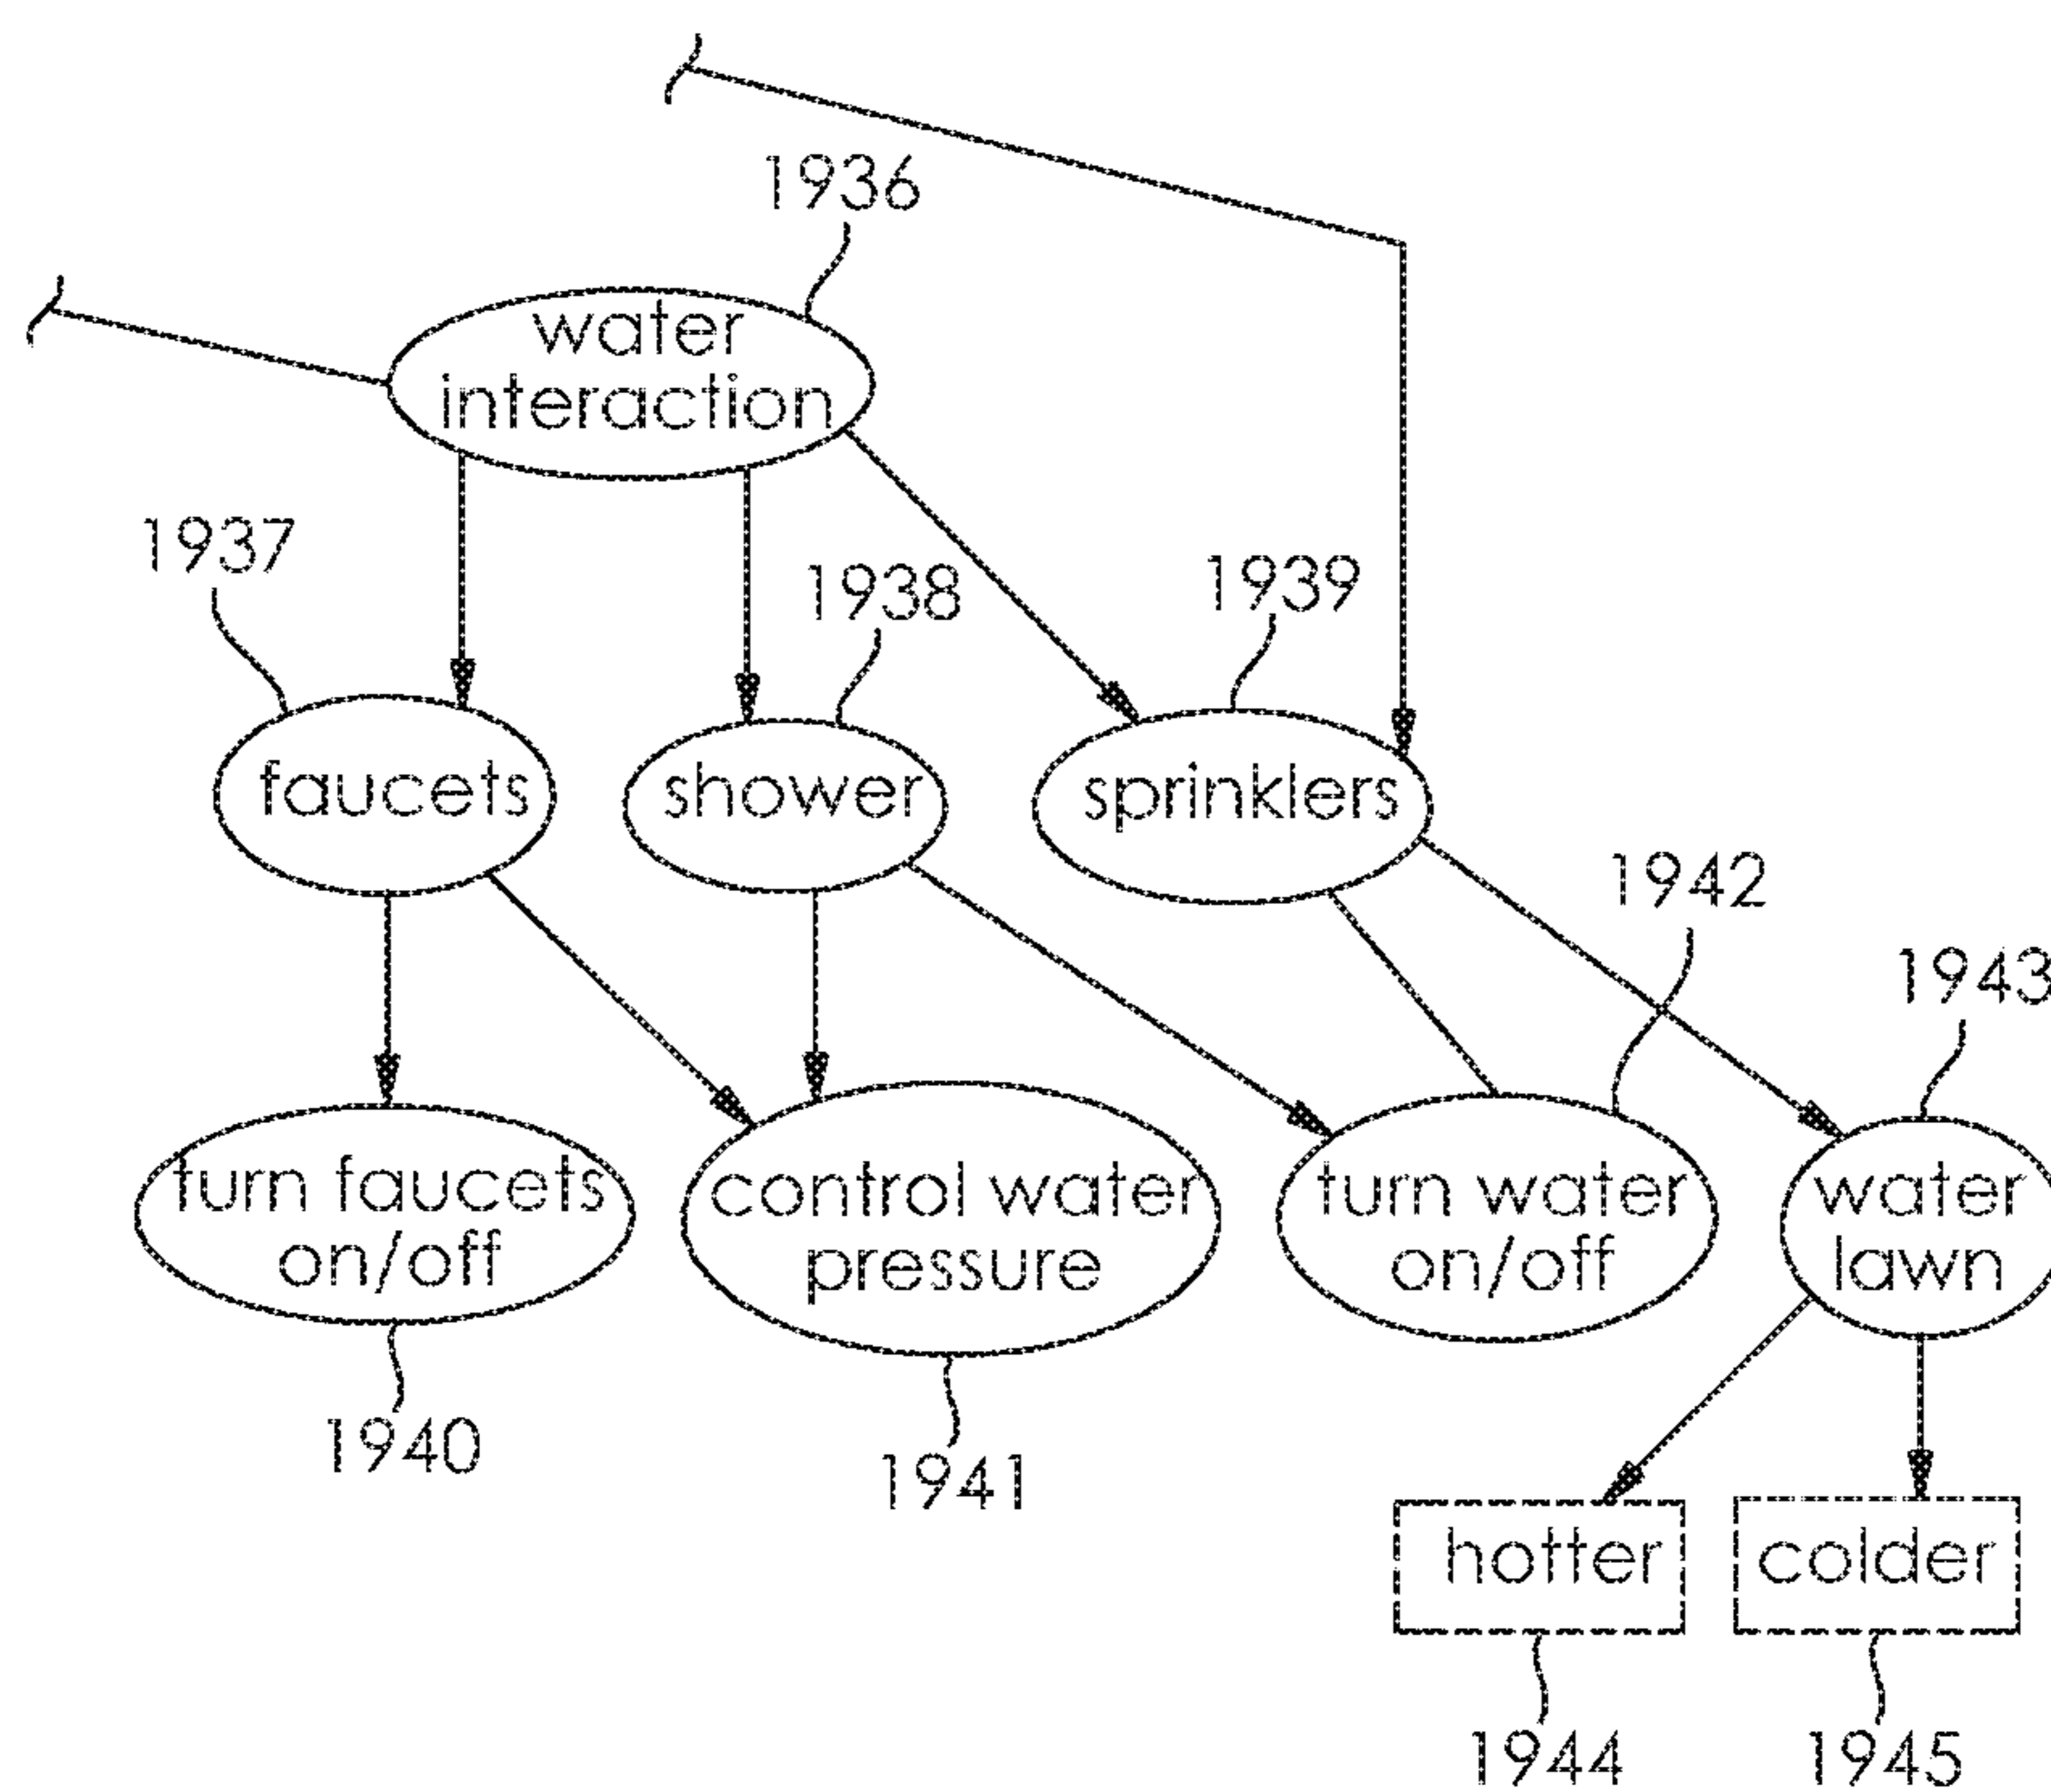 1936
water
interaction
1937
1938
1939
faucets
shower
sprinklers
1942
1943
turn faucets
on/off
control water
pressure
turn water
on/off
water
lawn
1940
1941
hotter
colder
1944
1945